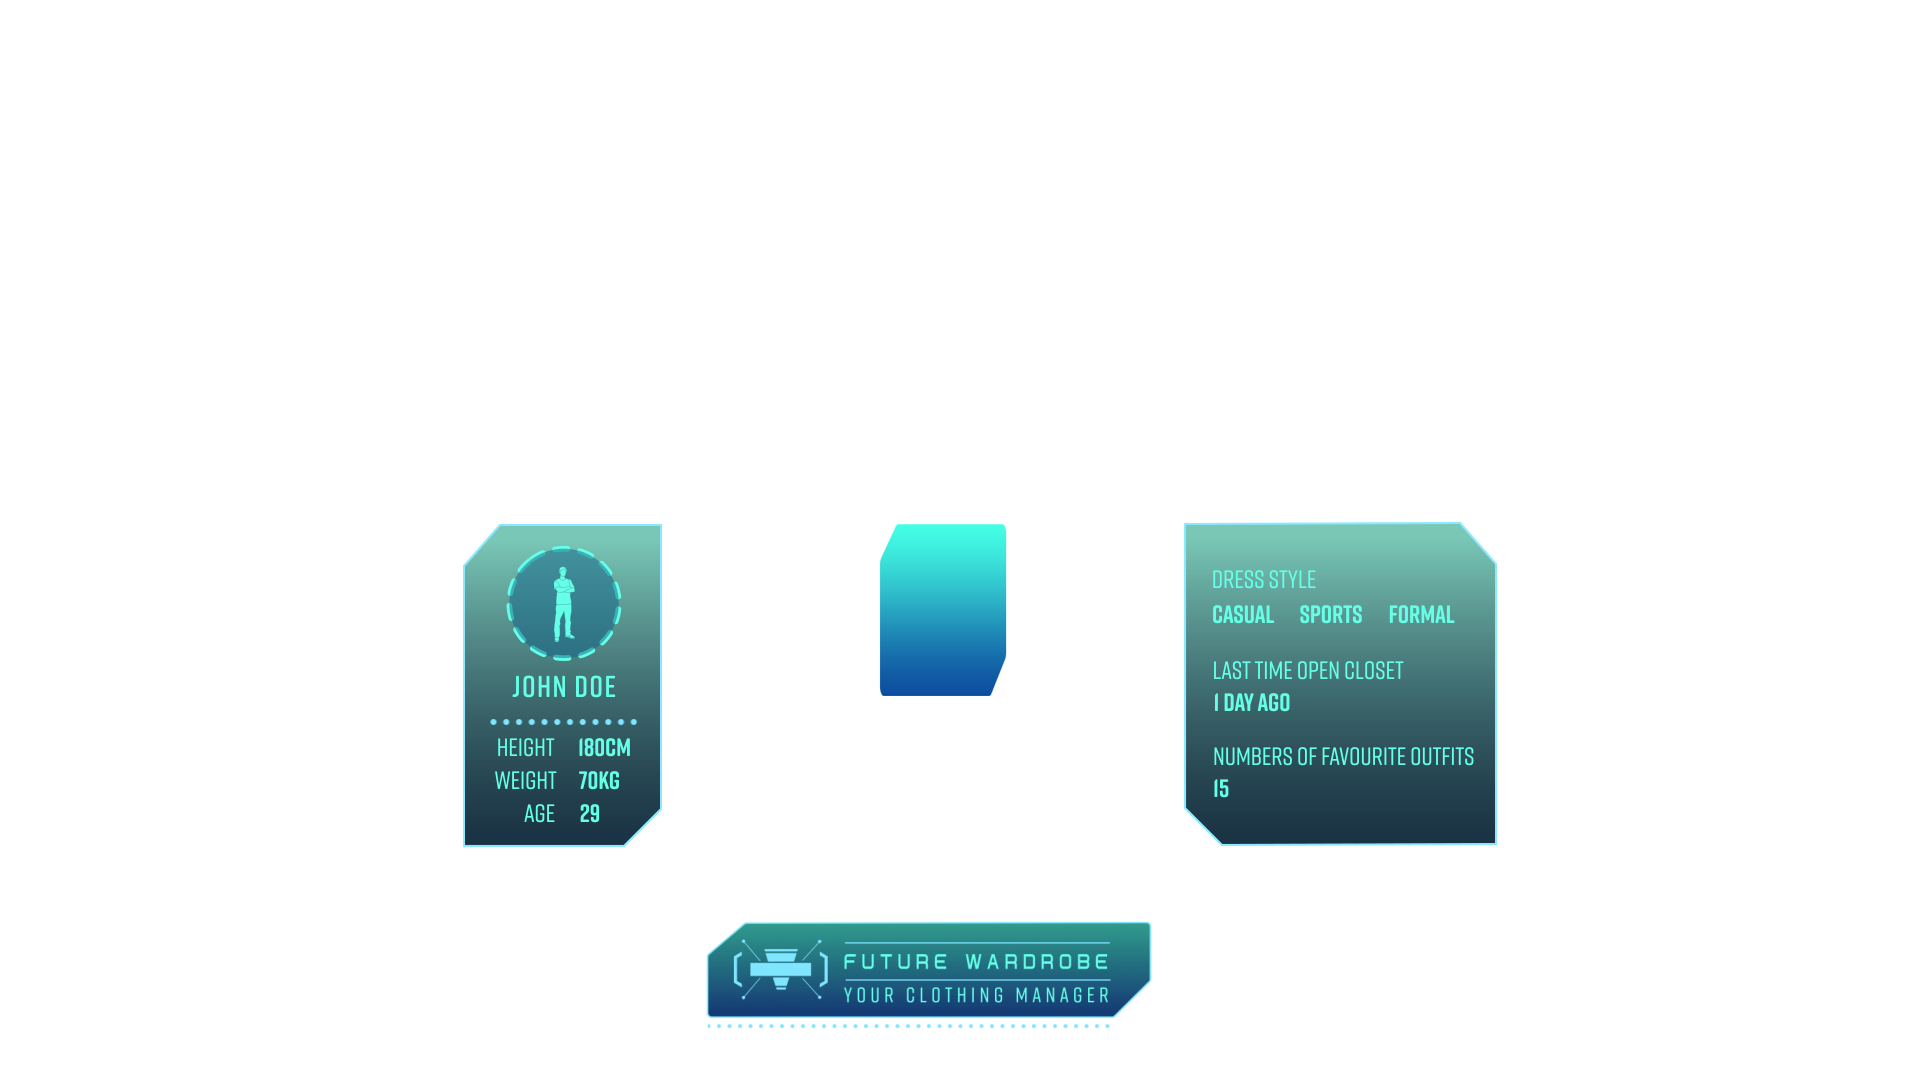 JOHN DOE
HEIGHT 180CM
WEIGHT 70KG
AGE 29
DRESS STYLE
CASUAL SPORTS FORMAL
LAST TIME OPEN CLOSET
1 DAY AGO
NUMBERS OF FAVOURITE OUTFITS
15
FUTURE WARDROBE
YOUR CLOTHING MANAGER